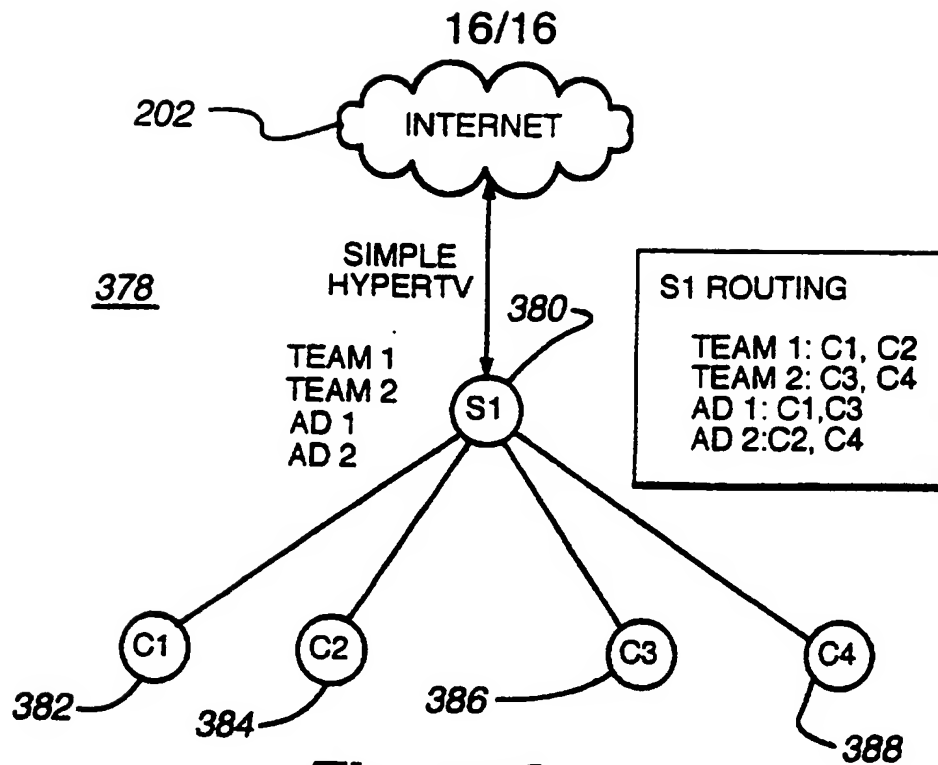 16/16
202
INTERNET
SIMPLE
HYPERTV
378
380
S1 ROUTING
TEAM 1: C1, C2
TEAM 2: C3, C4
AD 1: C1,C3
AD 2:C2, C4
TEAM 1
TEAM 2
AD 1
AD 2
S1
C1
C2
C3
C4
382
384
386
388